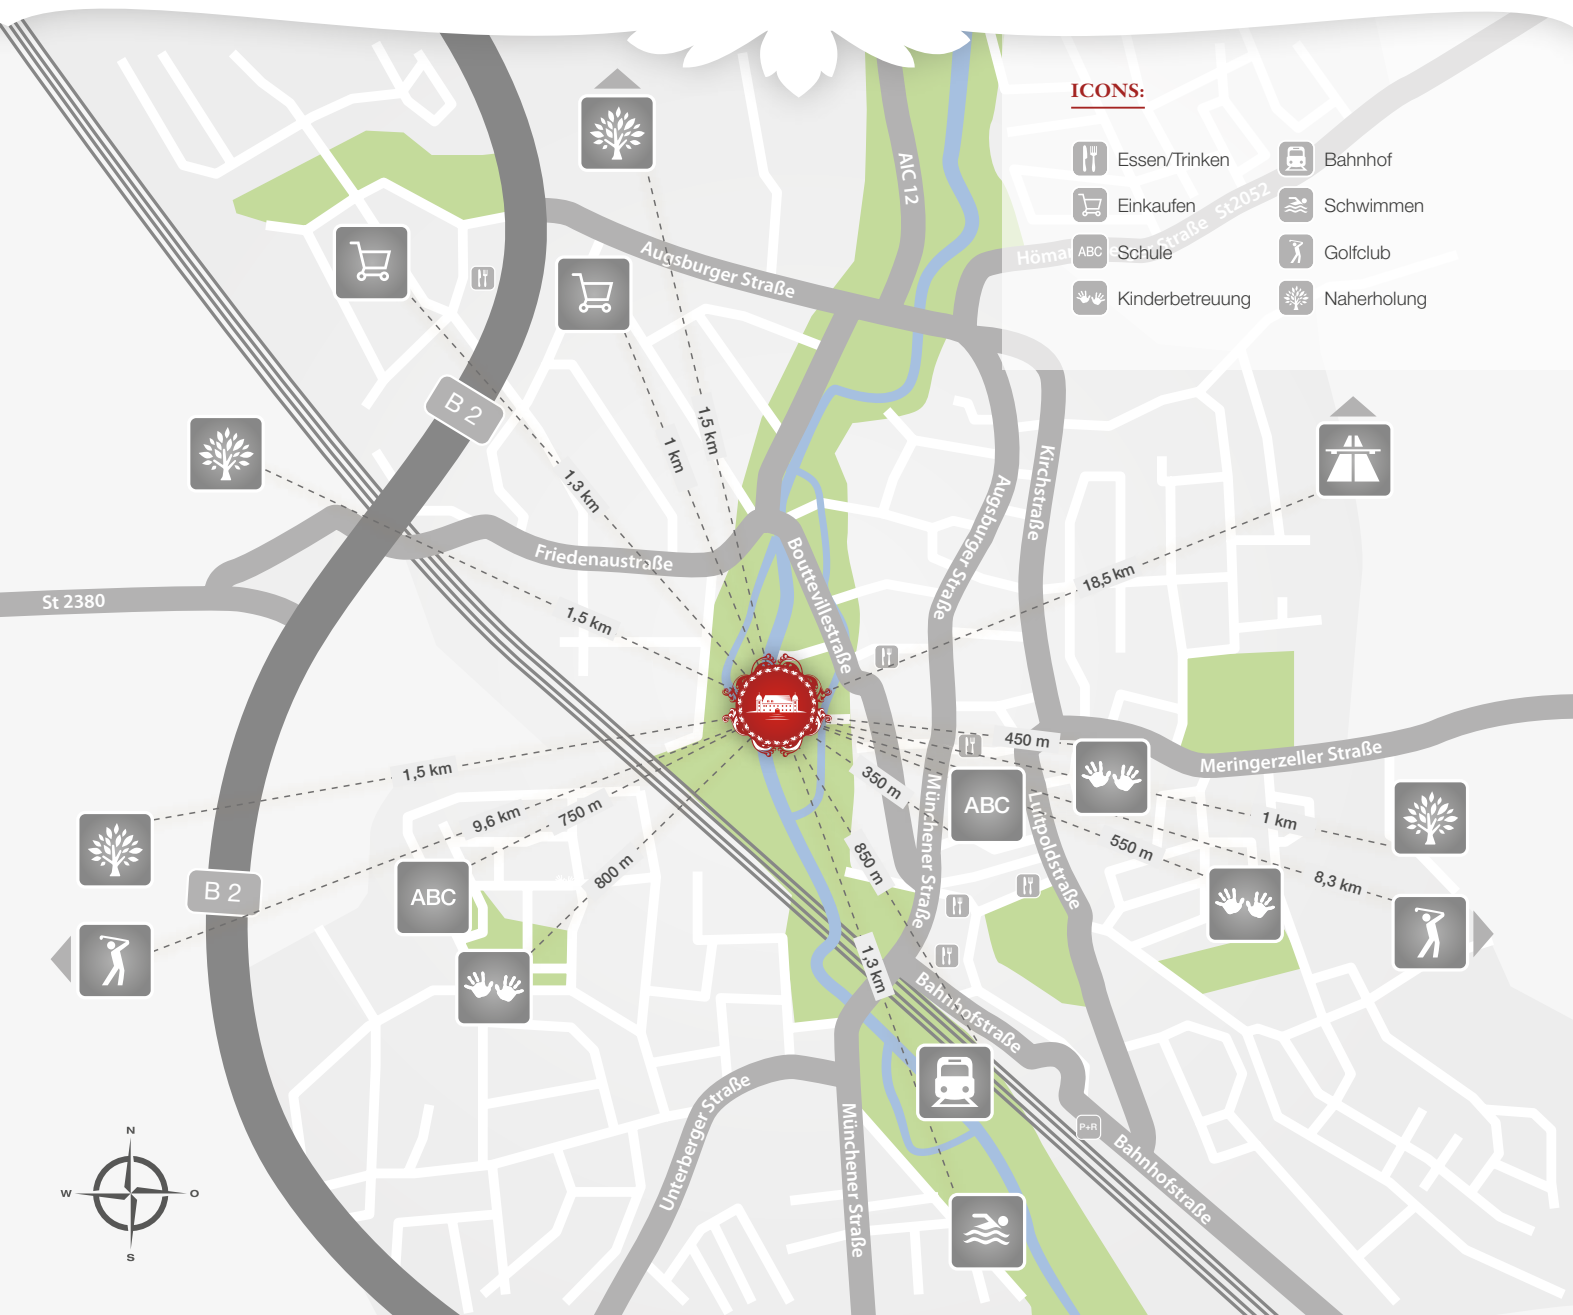 ICONS:
Essen/Trinken
Bahnhof
Einkaufen
Schwimmen
ABC
Schule
Golfclub
Kinderbetreuung
Naherholung
AIC 12
St2052
Straße
Augsburger Straße
B 2
1,5 km
1 km
1,3 km
Kirchstraße
Augsburger Straße
Friedenaustraße
Bouttevillestraße
18,5 km
St 2380
1,5 km
450 m
Meringerzeller Straße
1,5 km
350 m
ABC
Münchener Straße
Luitpoldstraße
9,6 km
750 m
1 km
550 m
850 m
800 m
8,3 km
B 2
ABC
1,3 km
Bahnhofstraße
Unterberger Straße
Münchener Straße
P+R
Bahnhofstraße
N
W
O
S